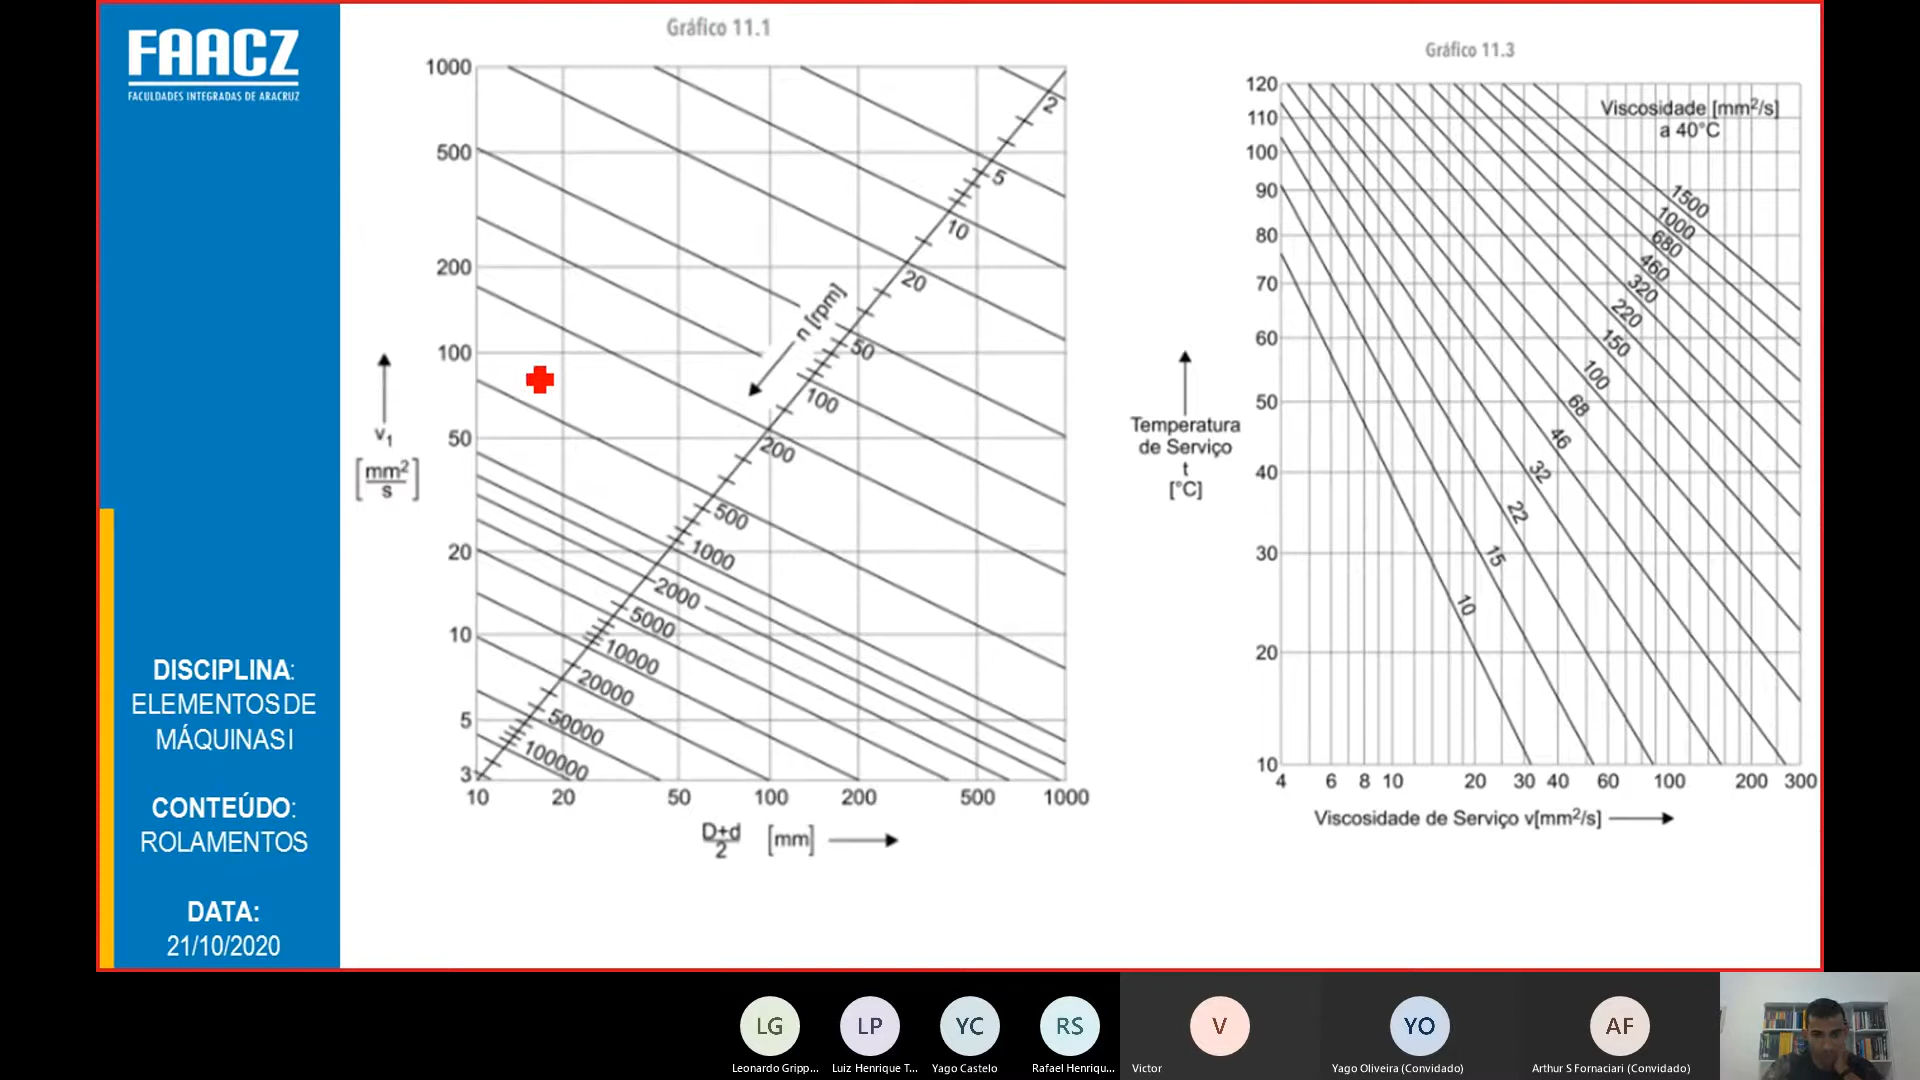 FAACZ
FACULDADES INTEGRADAS DE ARACRUZ
DISCIPLINA:
ELEMENTOS DE
MÁQUINAS I
CONTEÚDO:
ROLAMENTOS
DATA:
21/10/2020
Gráfico 11.1
1000
500
200
100
50
20
10
5
3
v1
[mm²/s]
n [rpm]
2
5
10
20
50
100
200
500
1000
2000
5000
10000
20000
50000
100000
10 20 50 100 200 500 1000
D+d
2
[mm]
Gráfico 11.3
Viscosidade [mm²/s]
a 40°C
120
110
100
90
80
70
60
50
40
30
20
10
Temperatura
de Serviço
t
[°C]
1500
1000
680
460
320
220
150
100
68
46
32
22
15
10
4 6 8 10 20 30 40 60 100 200 300
Viscosidade de Serviço v[mm²/s]
LG LP YC RS V YO AF
Leonardo Gripp... Luiz Henrique T... Yago Castelo Rafael Henriqu... Victor Yago Oliveira (Convidado) Arthur S Fornaciari (Convidado)